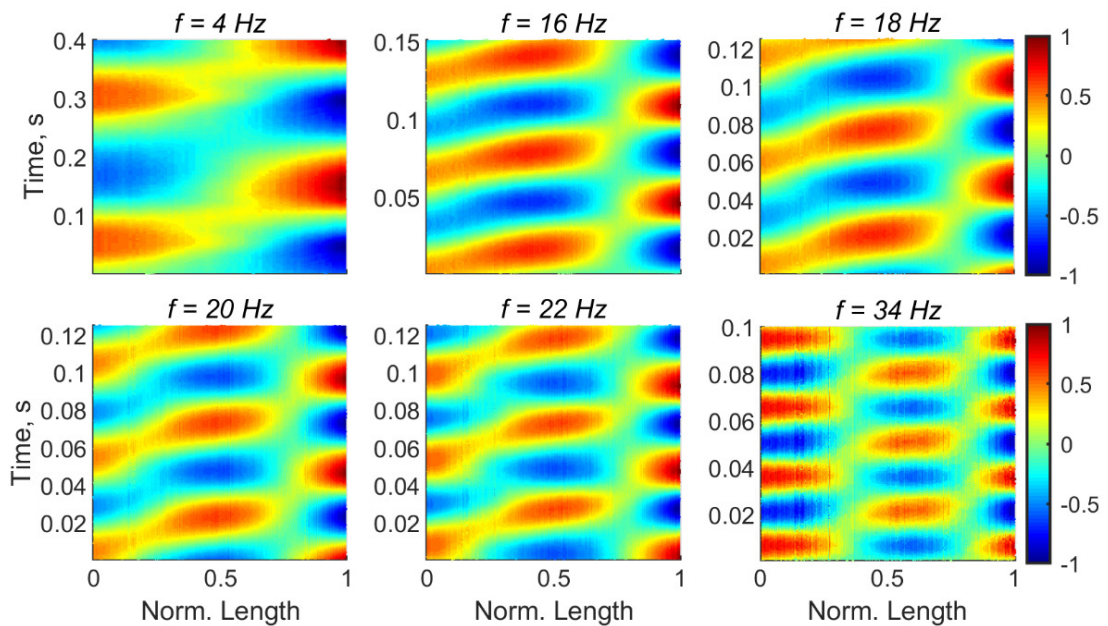 f = 4 Hz
f = 16 Hz
f = 18 Hz
Time, s
0.4
0.3
0.2
0.1
0.15
0.1
0.05
0.12
0.1
0.08
0.06
0.04
0.02
1
0.5
0
-0.5
-1
f = 20 Hz
f = 22 Hz
f = 34 Hz
Time, s
0.12
0.1
0.08
0.06
0.04
0.02
0.12
0.1
0.08
0.06
0.04
0.02
0.1
0.08
0.06
0.04
0.02
1
0.5
0
-0.5
-1
0 0.5 1
0 0.5 1
0 0.5 1
Norm. Length
Norm. Length
Norm. Length